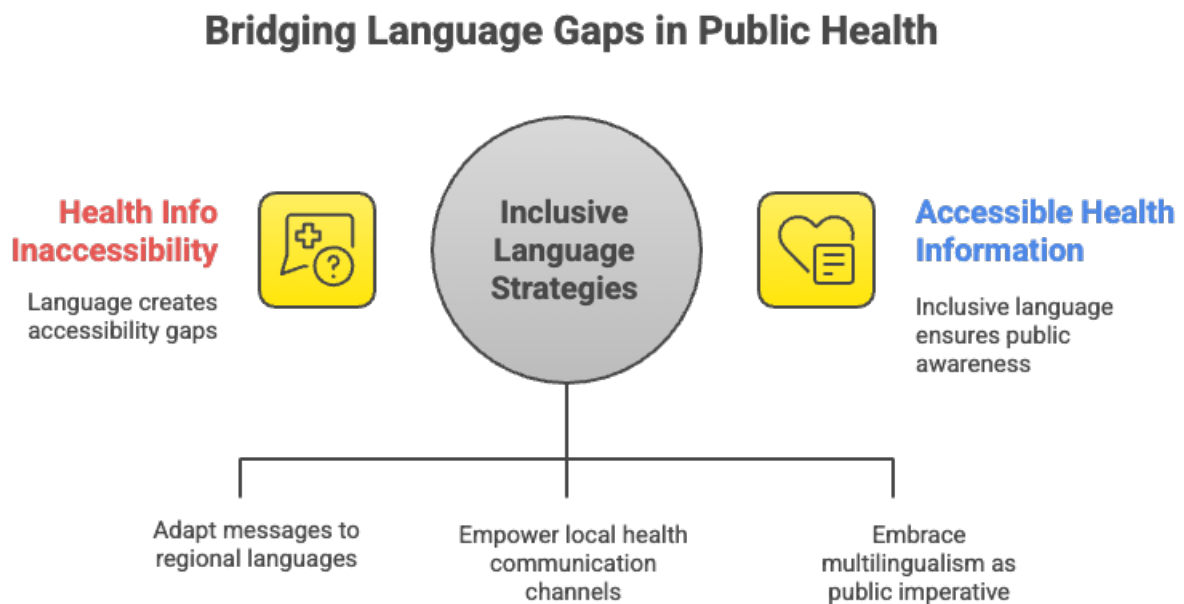 Bridging Language Gaps in Public Health
Health Info
Inaccessibility
Language creates
accessibility gaps
?
Inclusive
Language
Strategies
Accessible Health
Information
Inclusive language
ensures public
awareness
Adapt messages to
regional languages
Empower local health
communication
channels
Embrace
multilingualism as
public imperative